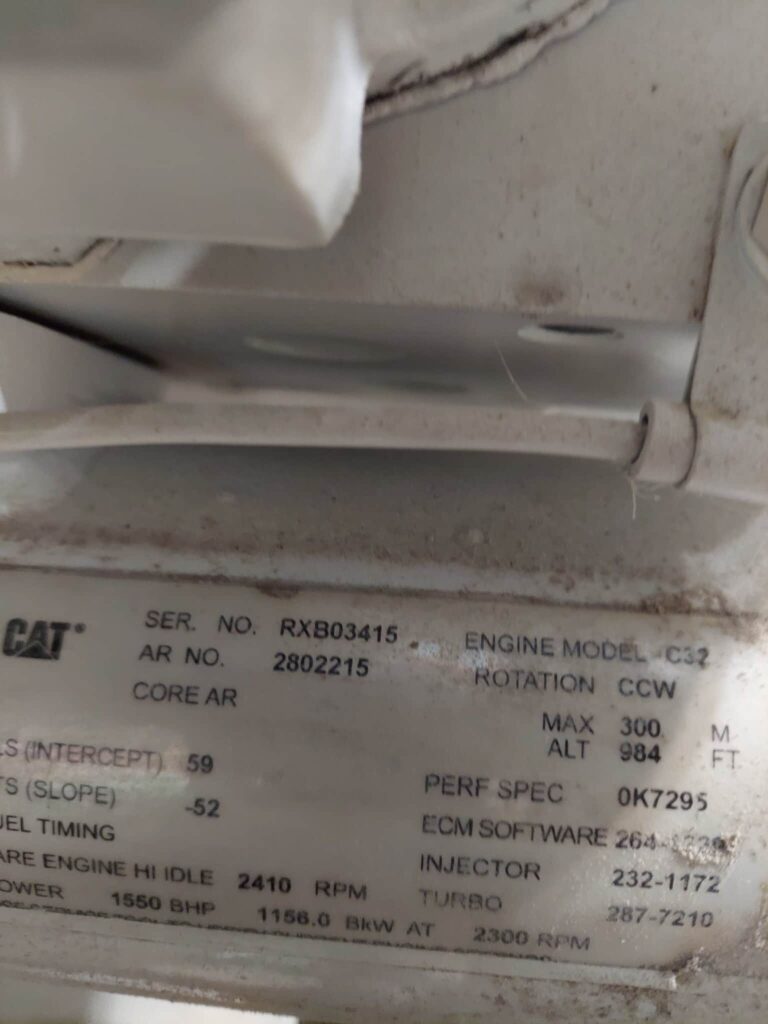 CAT®
SER. NO. RXB03415
ENGINE MODEL C32
AR NO. 2802215
ROTATION CCW
CORE AR
MAX ALT 300 M
984 FT.
LS (INTERCEPT) 59
TS (SLOPE) -52
PERF SPEC 0K7295
UEL TIMING
ECM SOFTWARE
ARE ENGINE HI IDLE 2410 RPM
INJECTOR 232-1172
TURBO 287-7210
OWER 1550 BHP 1156.0 BkW AT 2300 RPM